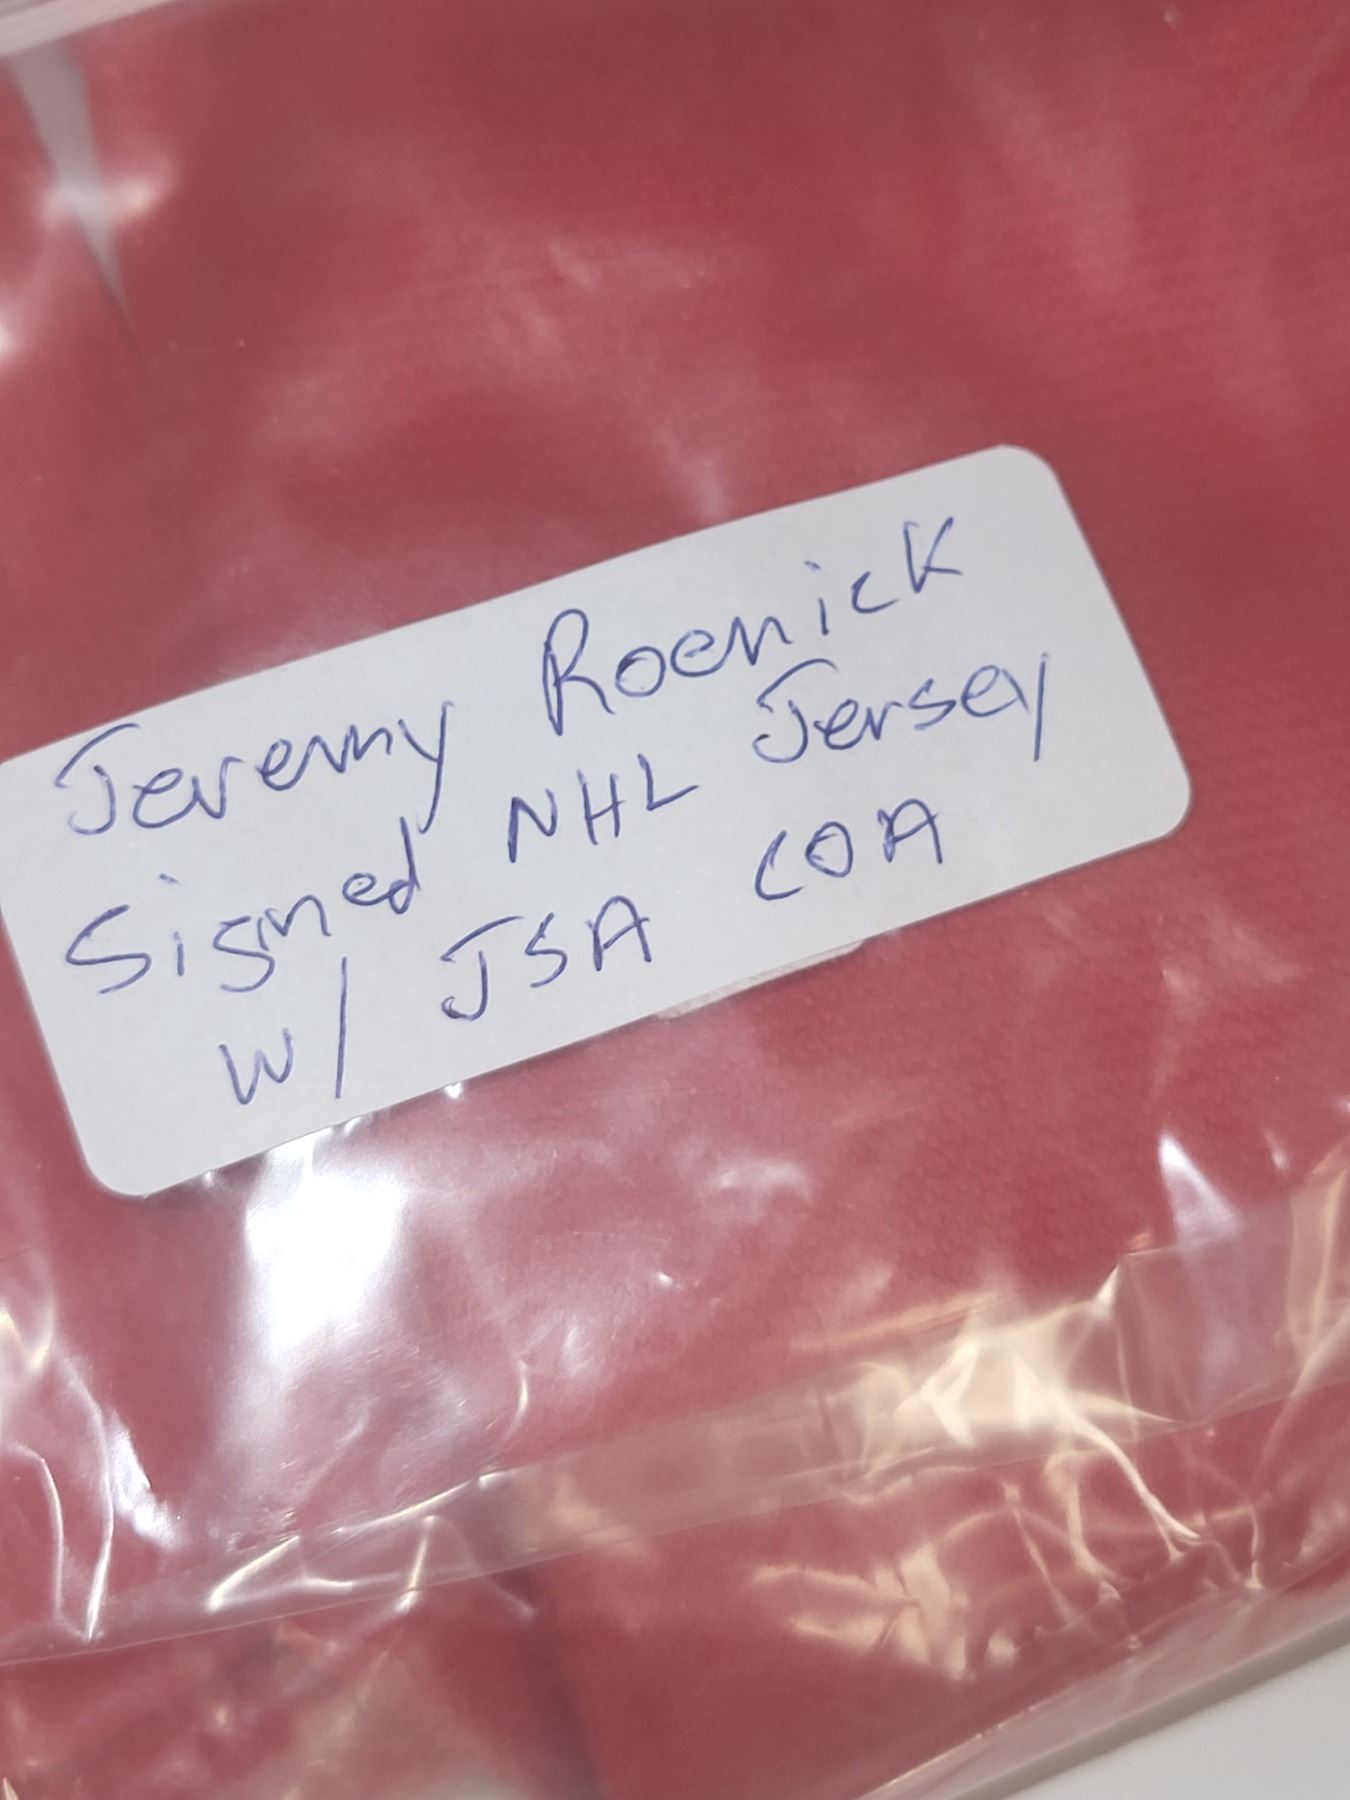 Jeremy Roenick
Signed NHL Jersey
W/ JSA COA